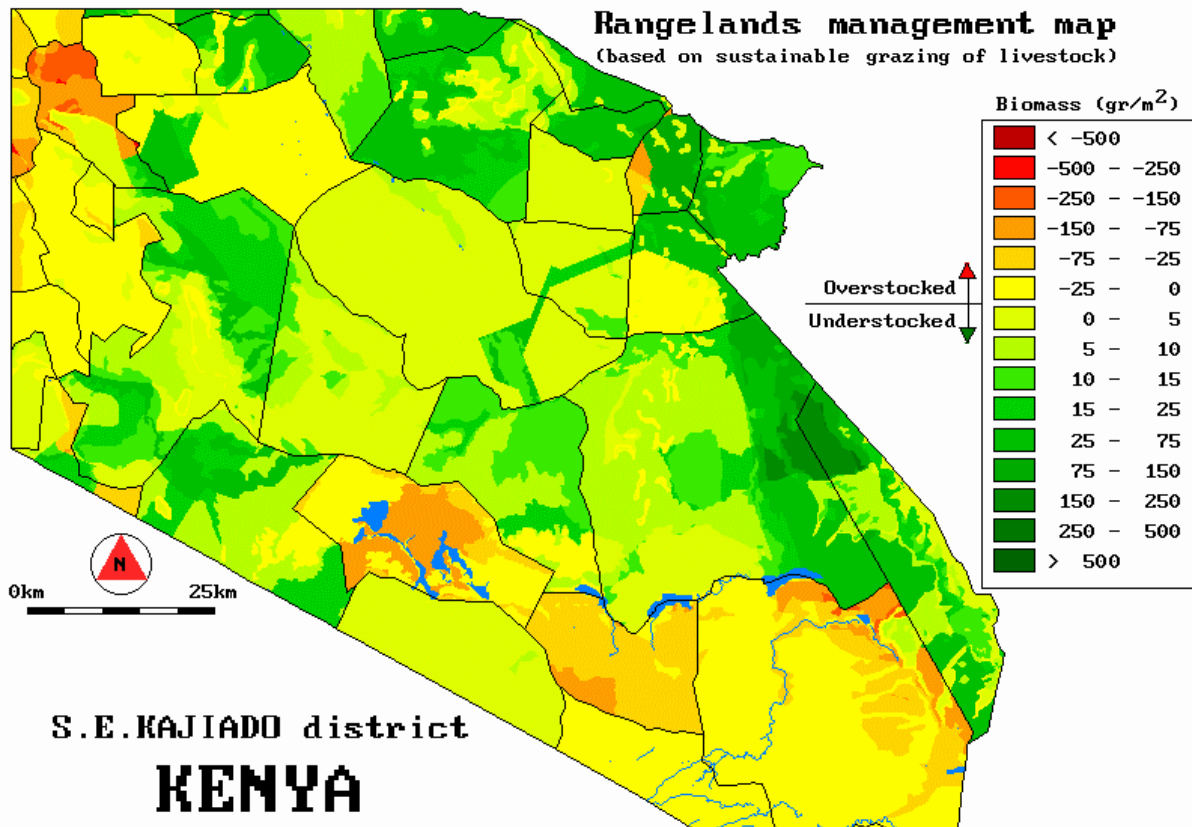 Rangelands management map
(based on sustainable grazing of livestock)
Biomass (gr/m²)
< -500
-500 - -250
-250 - -150
-150 - -75
-75 - -25
-25 - 0
0 - 5
5 - 10
10 - 15
15 - 25
25 - 75
75 - 150
150 - 250
250 - 500
> 500
Overstocked
Understocked
N
0km 25km
S.E.KAJIADO district
KENYA